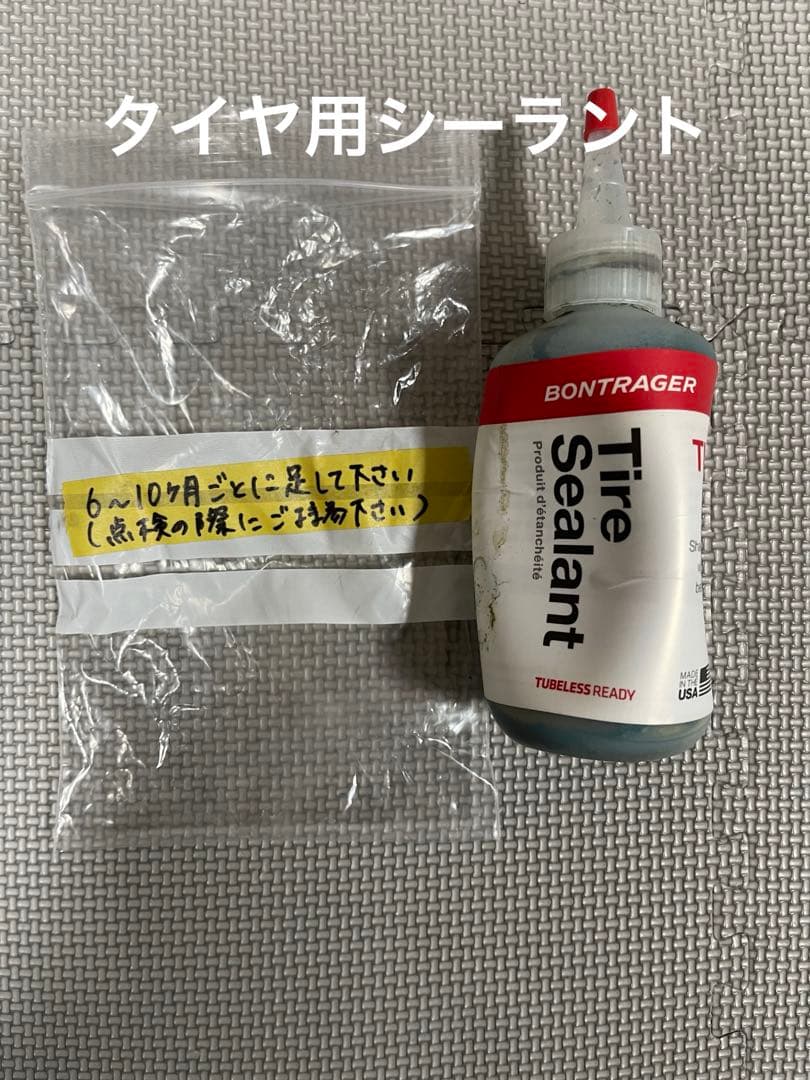 タイヤ用シーラント
6〜10ヶ月ごとに足して下さい
(点検の際にご持参下さい)
BONTRAGER
Tire
Sealant
Produit d'étanchéité
TUBELESS READY
MADE
IN THE
USA